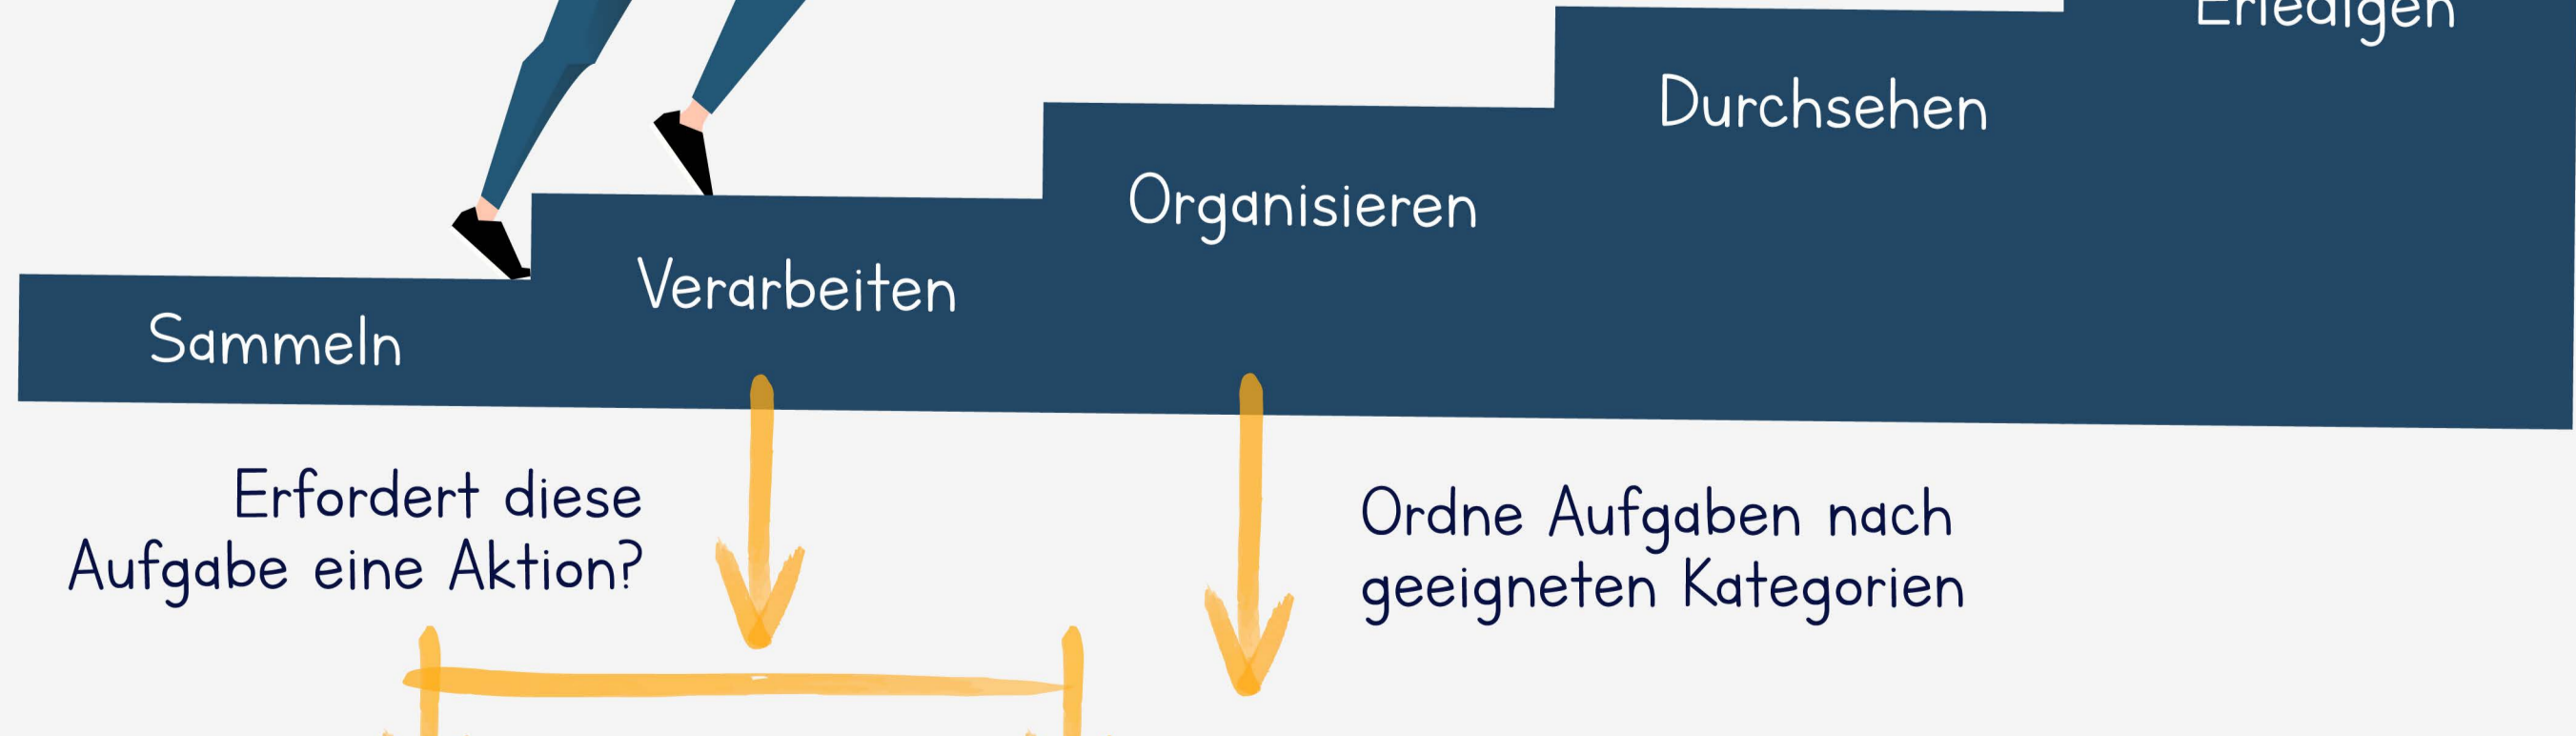 Erledigen
Durchsehen
Organisieren
Verarbeiten
Sammeln
Erfordert diese
Aufgabe eine Aktion?
Ordne Aufgaben nach
geeigneten Kategorien